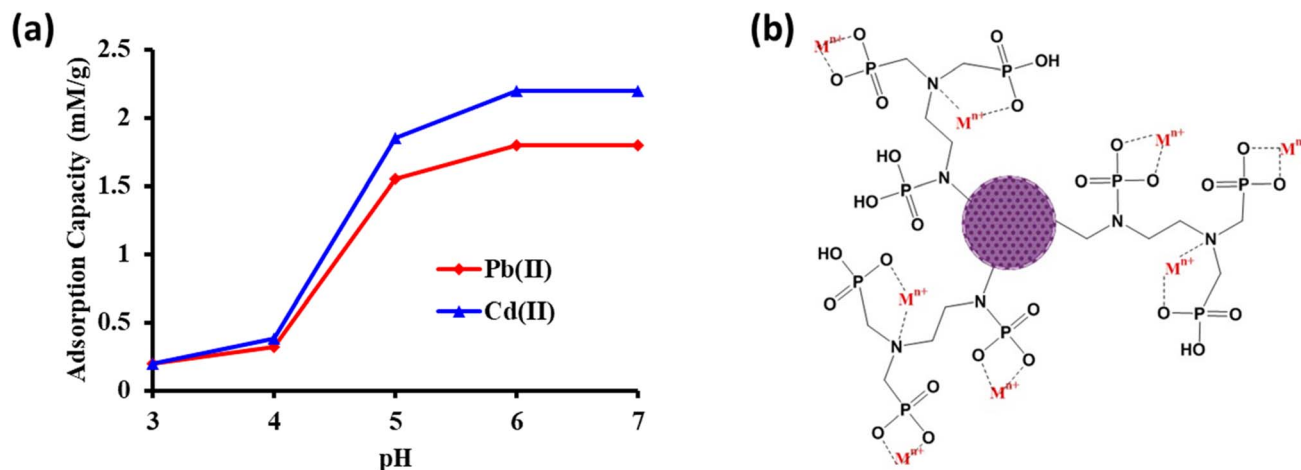 (a)
Adsorption Capacity (mM/g)
2.5
2
1.5
1
0.5
0
Pb(II)
Cd(II)
3 4 5 6 7
pH
(b)
Mⁿ⁺ O O
O P P OH
O N O
Mⁿ⁺
HO
P N
HO
O Mⁿ⁺ O Mⁿ⁺
O P O O P O
N N
Mⁿ⁺
O P O
HO
HO O
P Mⁿ⁺
O N O
P
N O O
Mⁿ⁺
O
P
O O
Mⁿ⁺